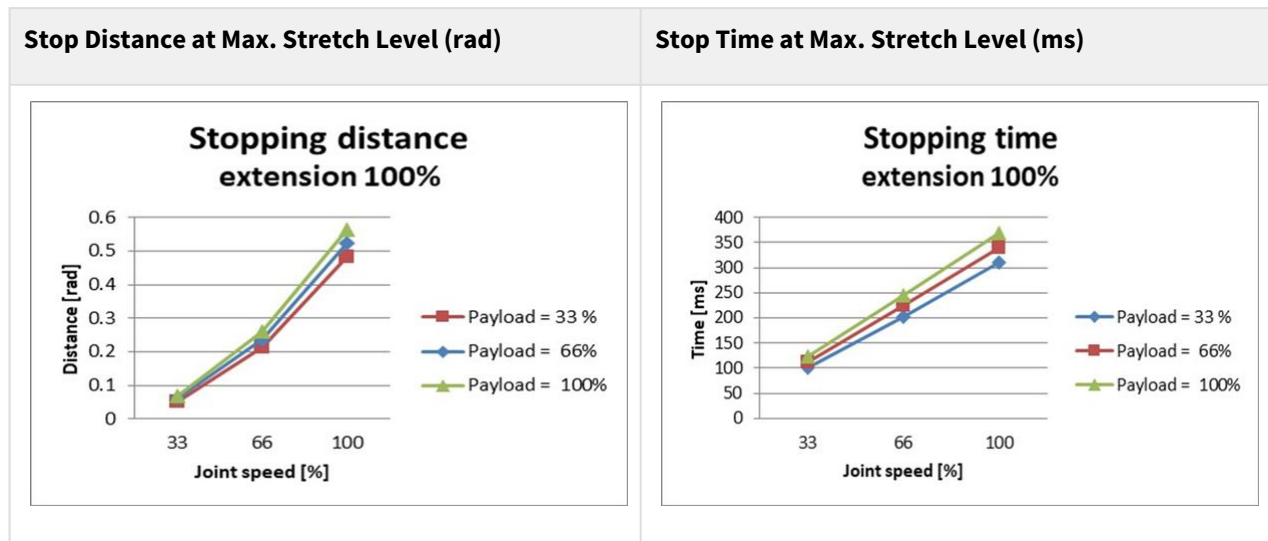 Stop Distance at Max. Stretch Level (rad)
Stop Time at Max. Stretch Level (ms)
Stopping distance
extension 100%
0.6
0.5
0.4
0.3
0.2
0.1
0
Distance [rad]
33 66 100
Joint speed [%]
Payload = 33 %
Payload = 66%
Payload = 100%
Stopping time
extension 100%
400
350
300
250
200
150
100
50
0
Time [ms]
33 66 100
Joint speed [%]
Payload = 33 %
Payload = 66%
Payload = 100%